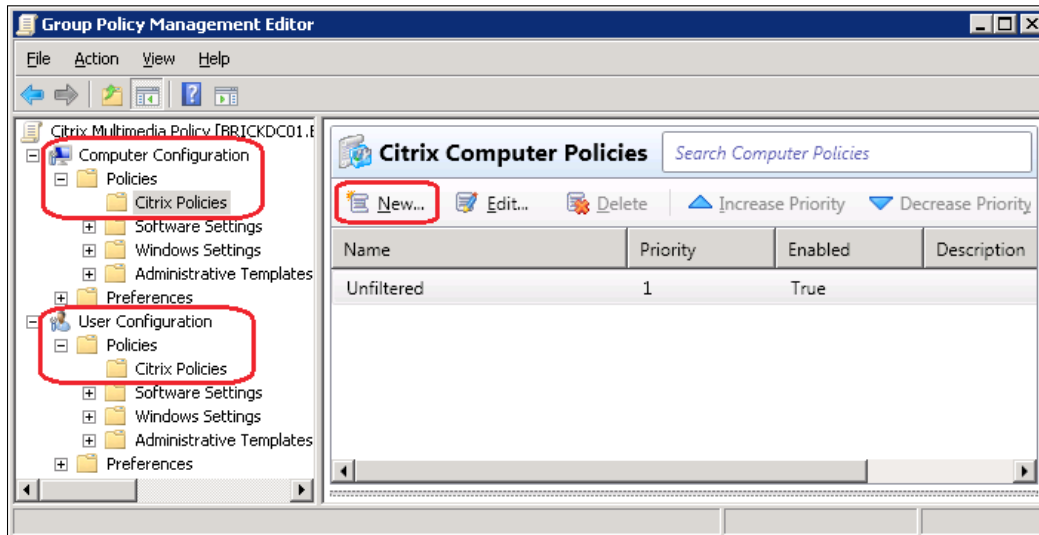 Group Policy Management Editor
File Action View Help
Citrix Multimedia Policy [BRICKDC01.B
Computer Configuration
Policies
Citrix Policies
Software Settings
Windows Settings
Administrative Templates
Preferences
User Configuration
Policies
Citrix Policies
Software Settings
Windows Settings
Administrative Templates
Preferences
Citrix Computer Policies Search Computer Policies
New... Edit... Delete Increase Priority Decrease Priority
Name Priority Enabled Description
Unfiltered 1 True